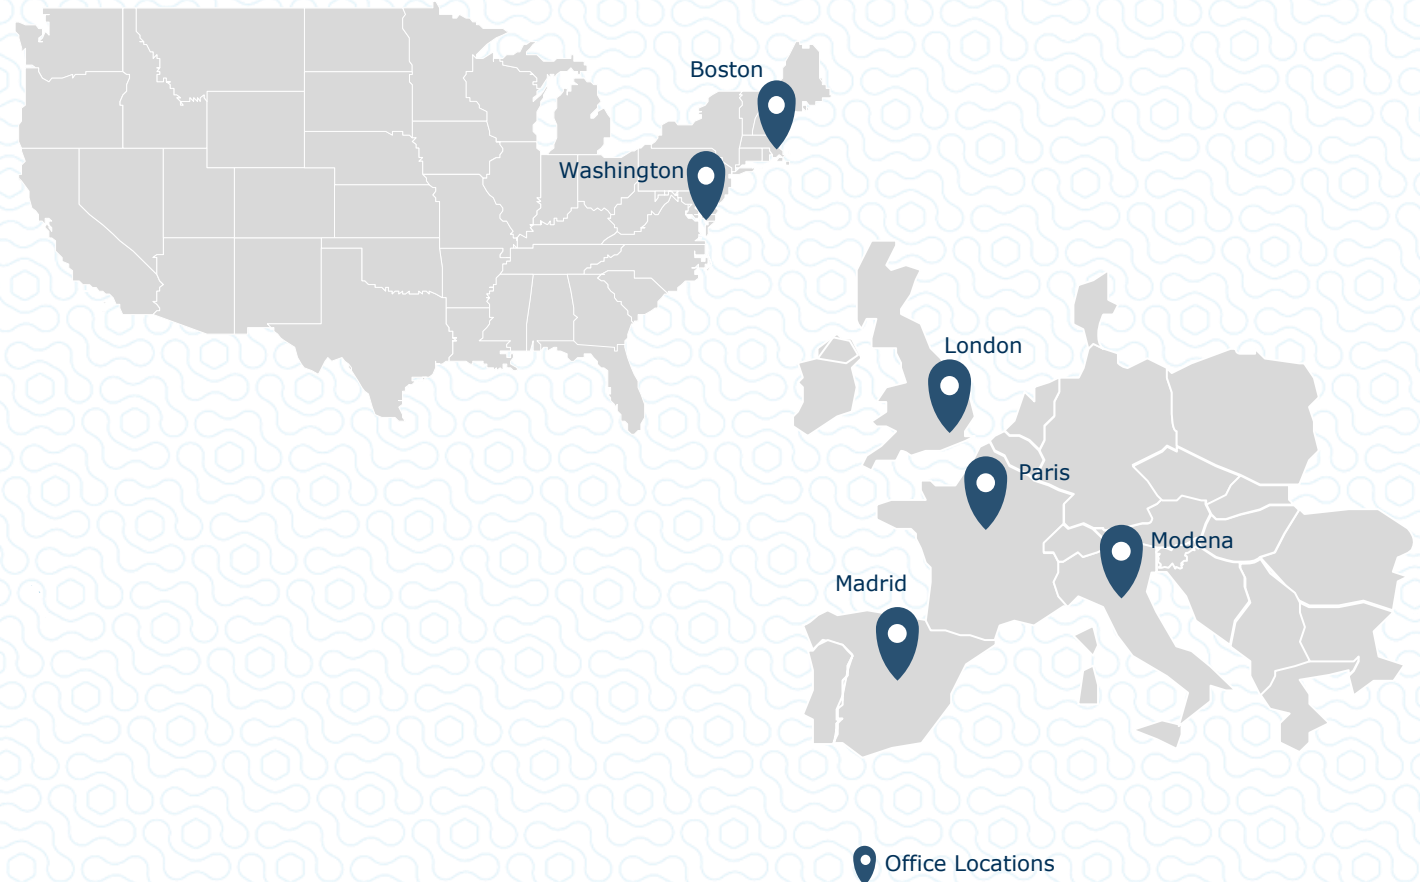 Boston
Washington
London
Paris
Modena
Madrid
Office Locations